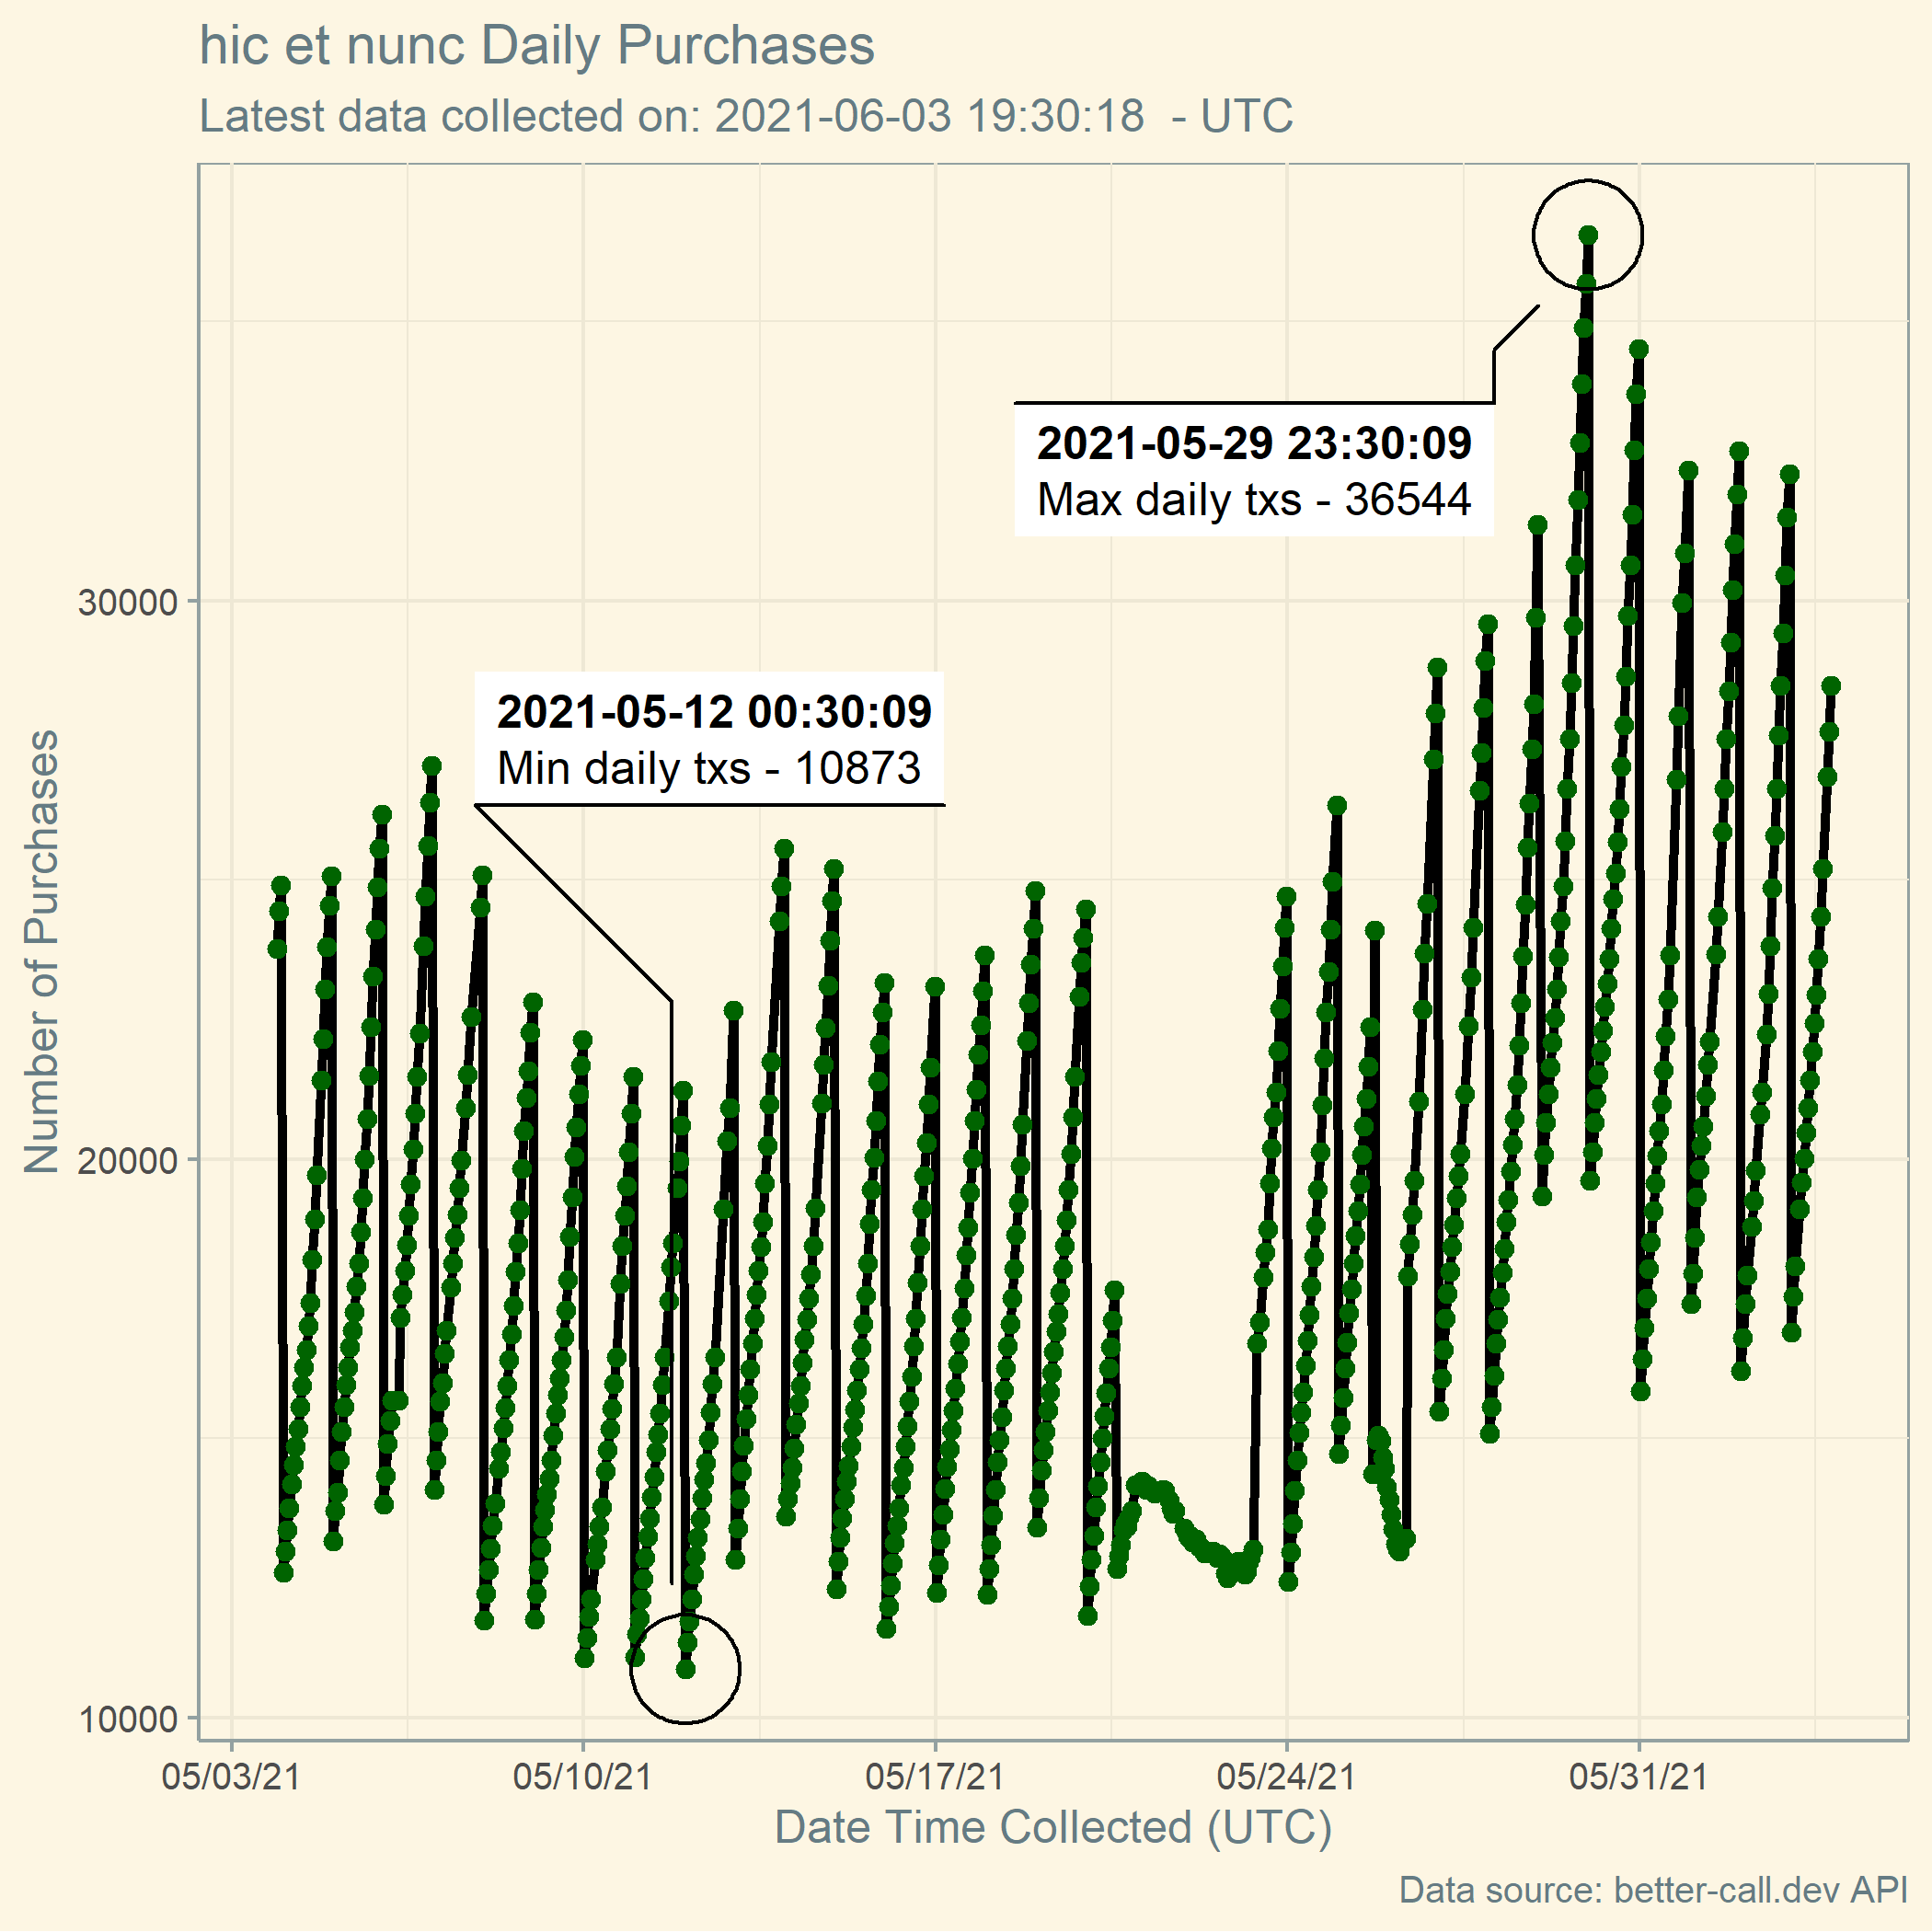 hic et nunc Daily Purchases
Latest data collected on: 2021-06-03 19:30:18  - UTC
2021-05-29 23:30:09
Max daily txs - 36544
2021-05-12 00:30:09
Min daily txs - 10873
Number of Purchases
30000
20000
10000
05/03/21
05/10/21
05/17/21
05/24/21
05/31/21
Date Time Collected (UTC)
Data source: better-call.dev API